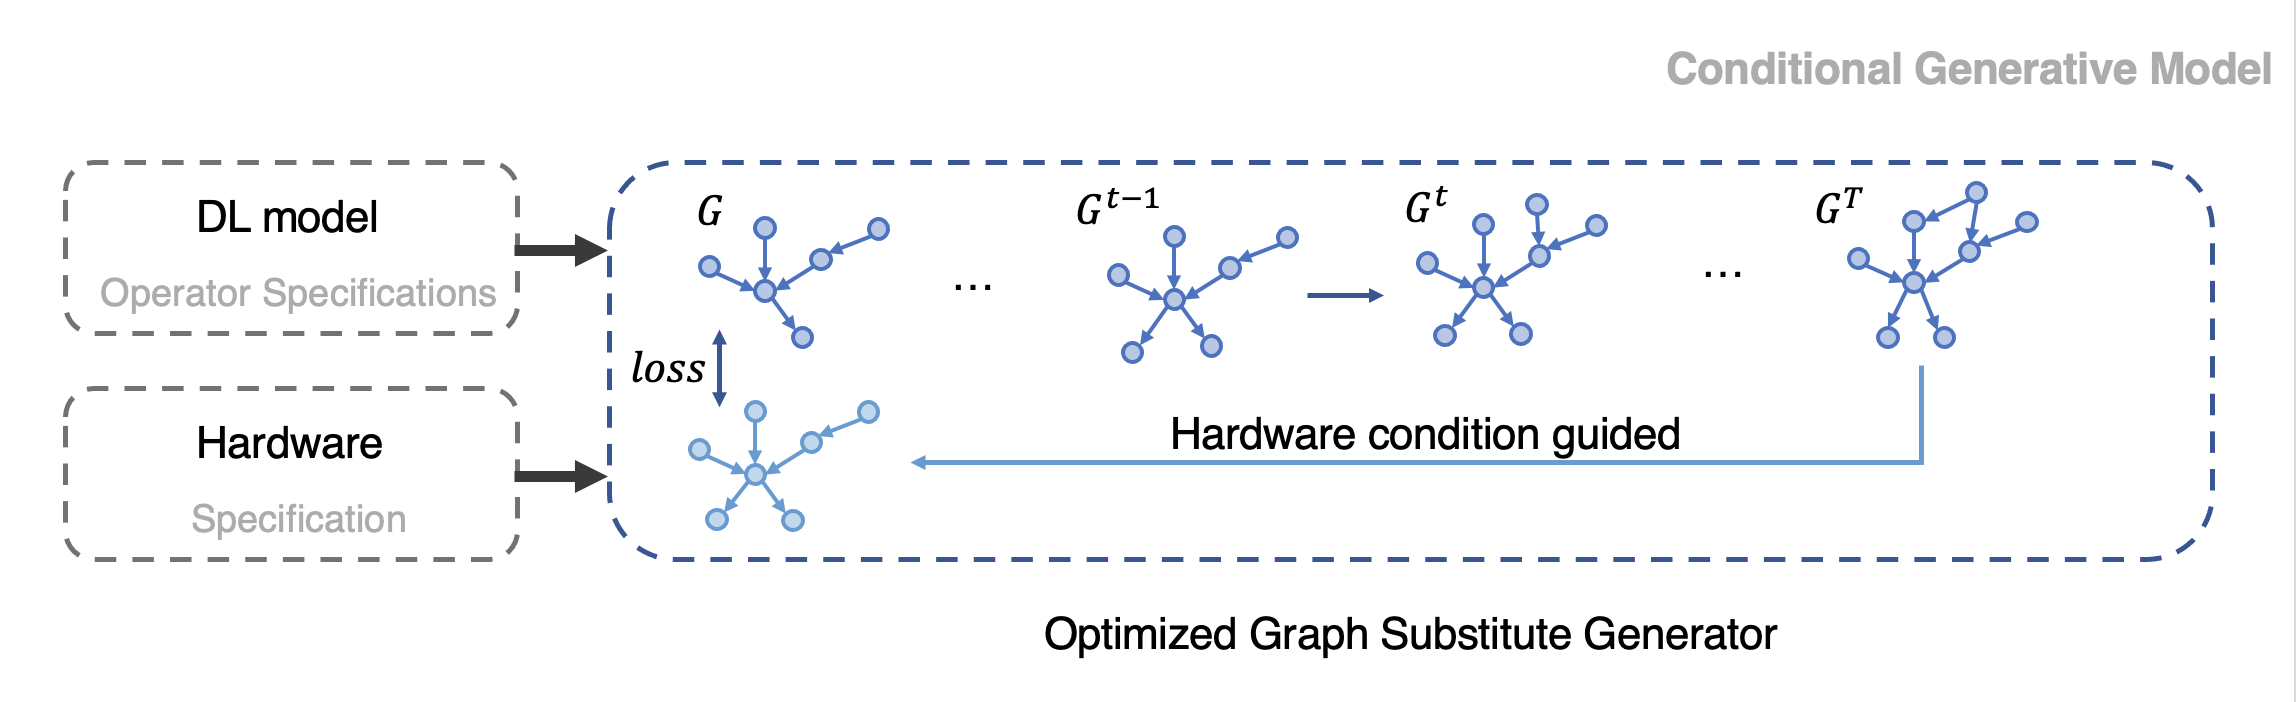 Conditional Generative Model
DL model
Operator Specifications
Hardware
Specification
G
...
G^{t-1}
G^t
...
G^T
loss
Hardware condition guided
Optimized Graph Substitute Generator